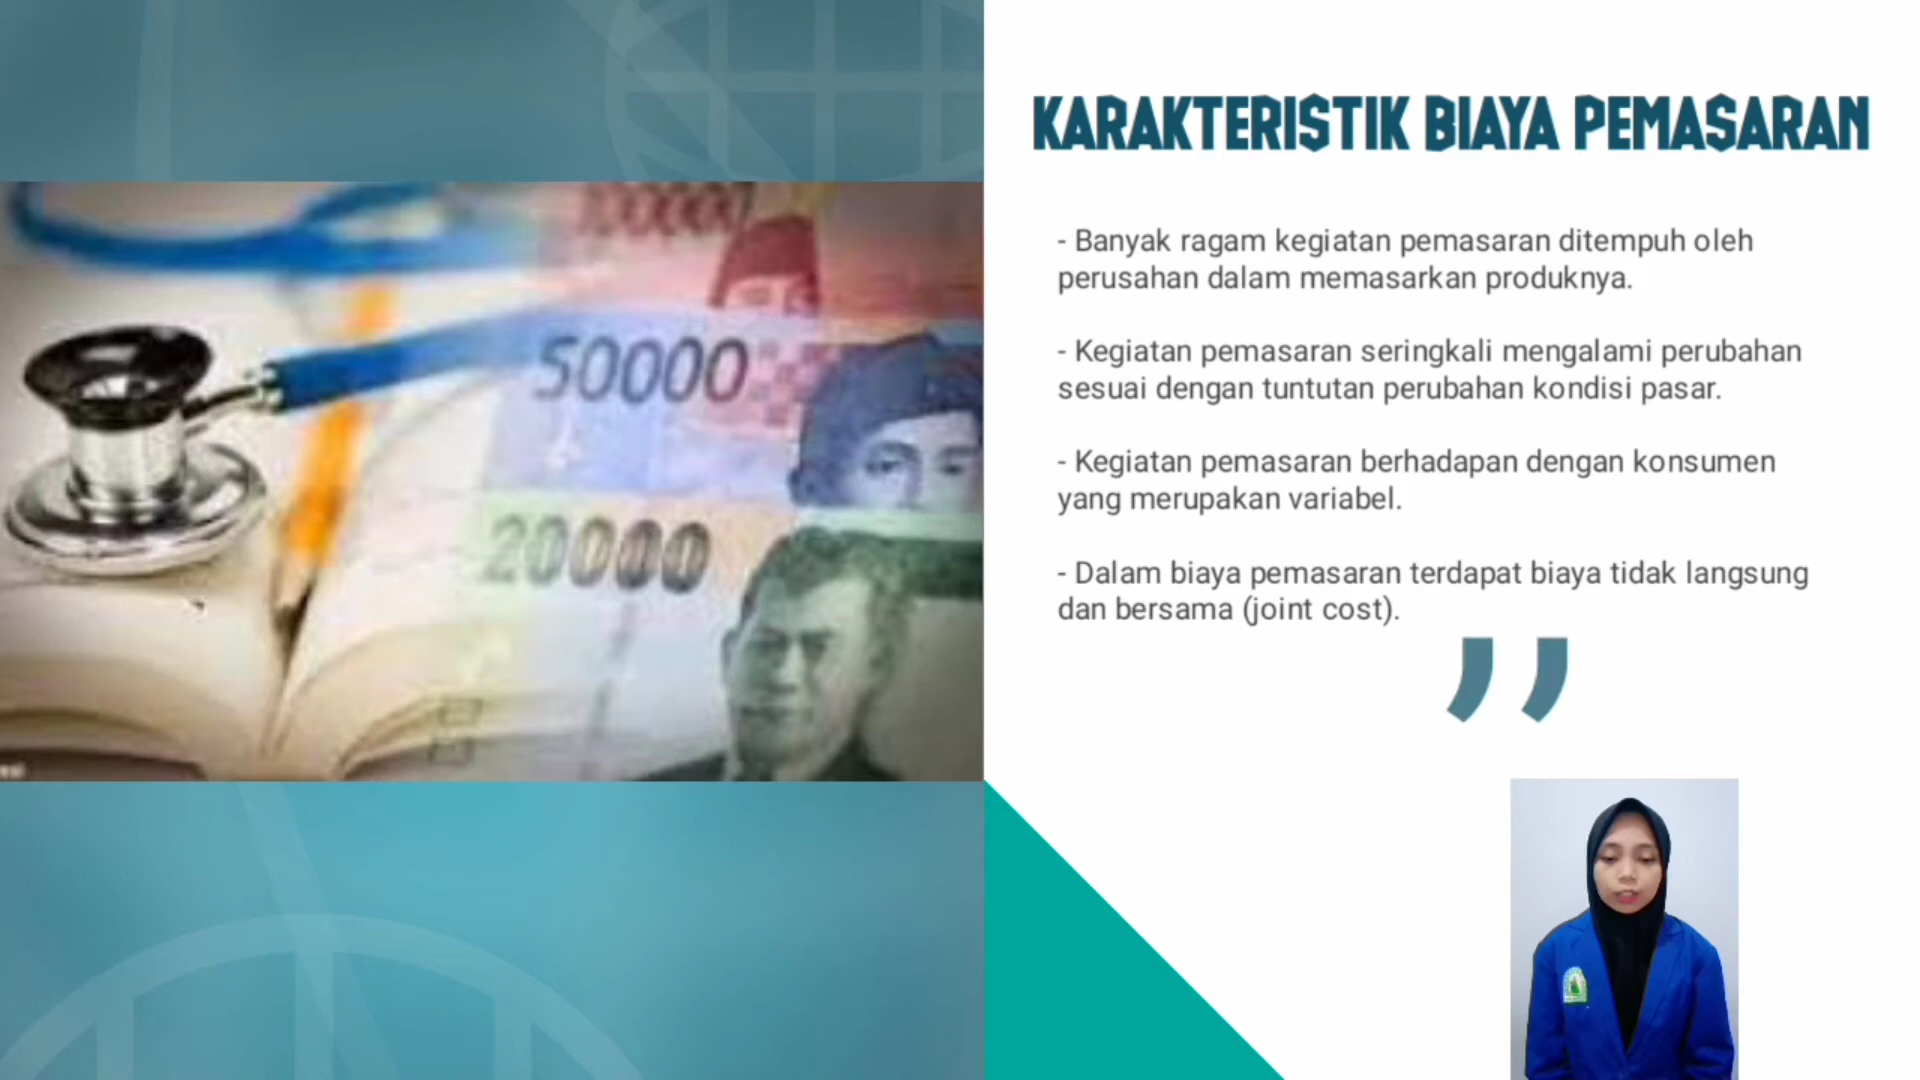 KARAKTERISTIK BIAYA PEMASARAN
- Banyak ragam kegiatan pemasaran ditempuh oleh
perusahan dalam memasarkan produknya.
- Kegiatan pemasaran seringkali mengalami perubahan
sesuai dengan tuntutan perubahan kondisi pasar.
- Kegiatan pemasaran berhadapan dengan konsumen
yang merupakan variabel.
- Dalam biaya pemasaran terdapat biaya tidak langsung
dan bersama (joint cost).
”
50000
20000